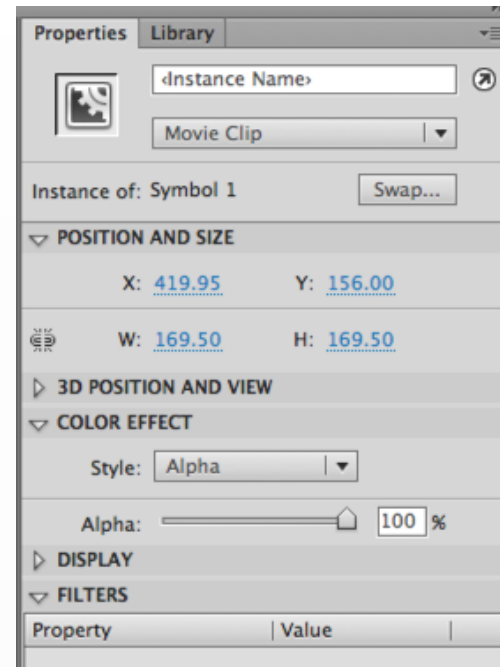 Properties Library
‹Instance Name›
Movie Clip
Instance of: Symbol 1 Swap...
POSITION AND SIZE
X: 419.95 Y: 156.00
W: 169.50 H: 169.50
3D POSITION AND VIEW
COLOR EFFECT
Style: Alpha
Alpha: 100 %
DISPLAY
FILTERS
Property Value